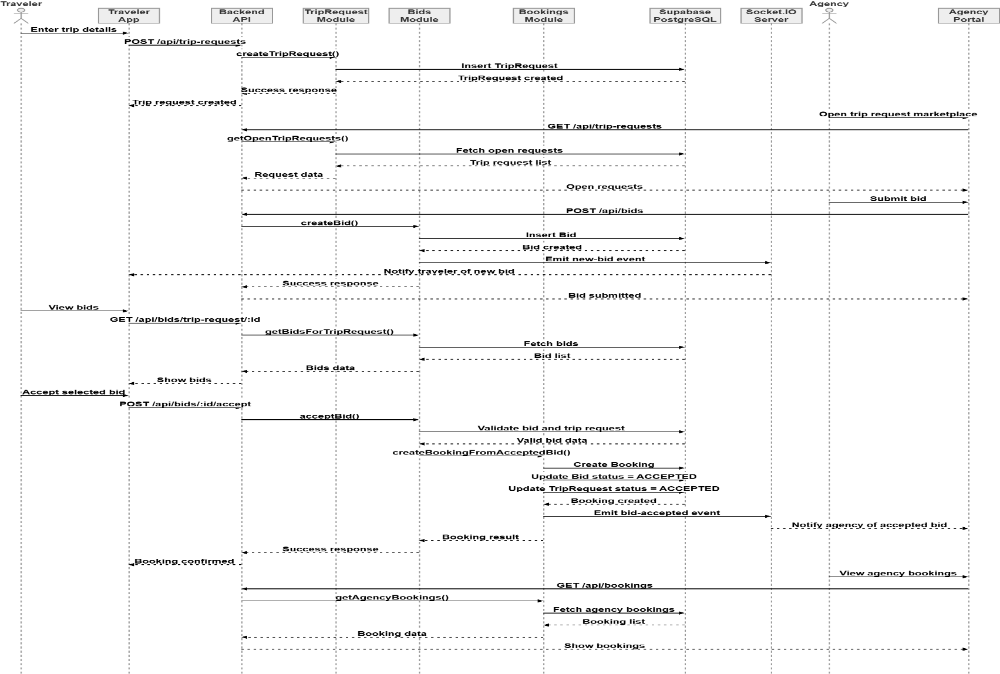 Traveler
Agency
Traveler
App
Backend
API
TripRequest
Module
Bids
Module
Bookings
Module
Supabase
PostgreSQL
Socket.IO
Server
Agency
Portal
Enter trip details
POST /api/trip-requests
createTripRequest()
Insert TripRequest
TripRequest created
Success response
Trip request created
Open trip request marketplace
GET /api/trip-requests
getOpenTripRequests()
Fetch open requests
Trip request list
Request data
Open requests
Submit bid
POST /api/bids
createBid()
Insert Bid
Bid created
Emit new-bid event
Notify traveler of new bid
Success response
Bid submitted
View bids
GET /api/bids/trip-request/:id
getBidsForTripRequest()
Fetch bids
Bid list
Bids data
Show bids
Accept selected bid
POST /api/bids/:id/accept
acceptBid()
Validate bid and trip request
Valid bid data
createBookingFromAcceptedBid()
Create Booking
Update Bid status = ACCEPTED
Update TripRequest status = ACCEPTED
Booking created
Emit bid-accepted event
Notify agency of accepted bid
Booking result
Success response
Booking confirmed
View agency bookings
GET /api/bookings
getAgencyBookings()
Fetch agency bookings
Booking list
Booking data
Show bookings